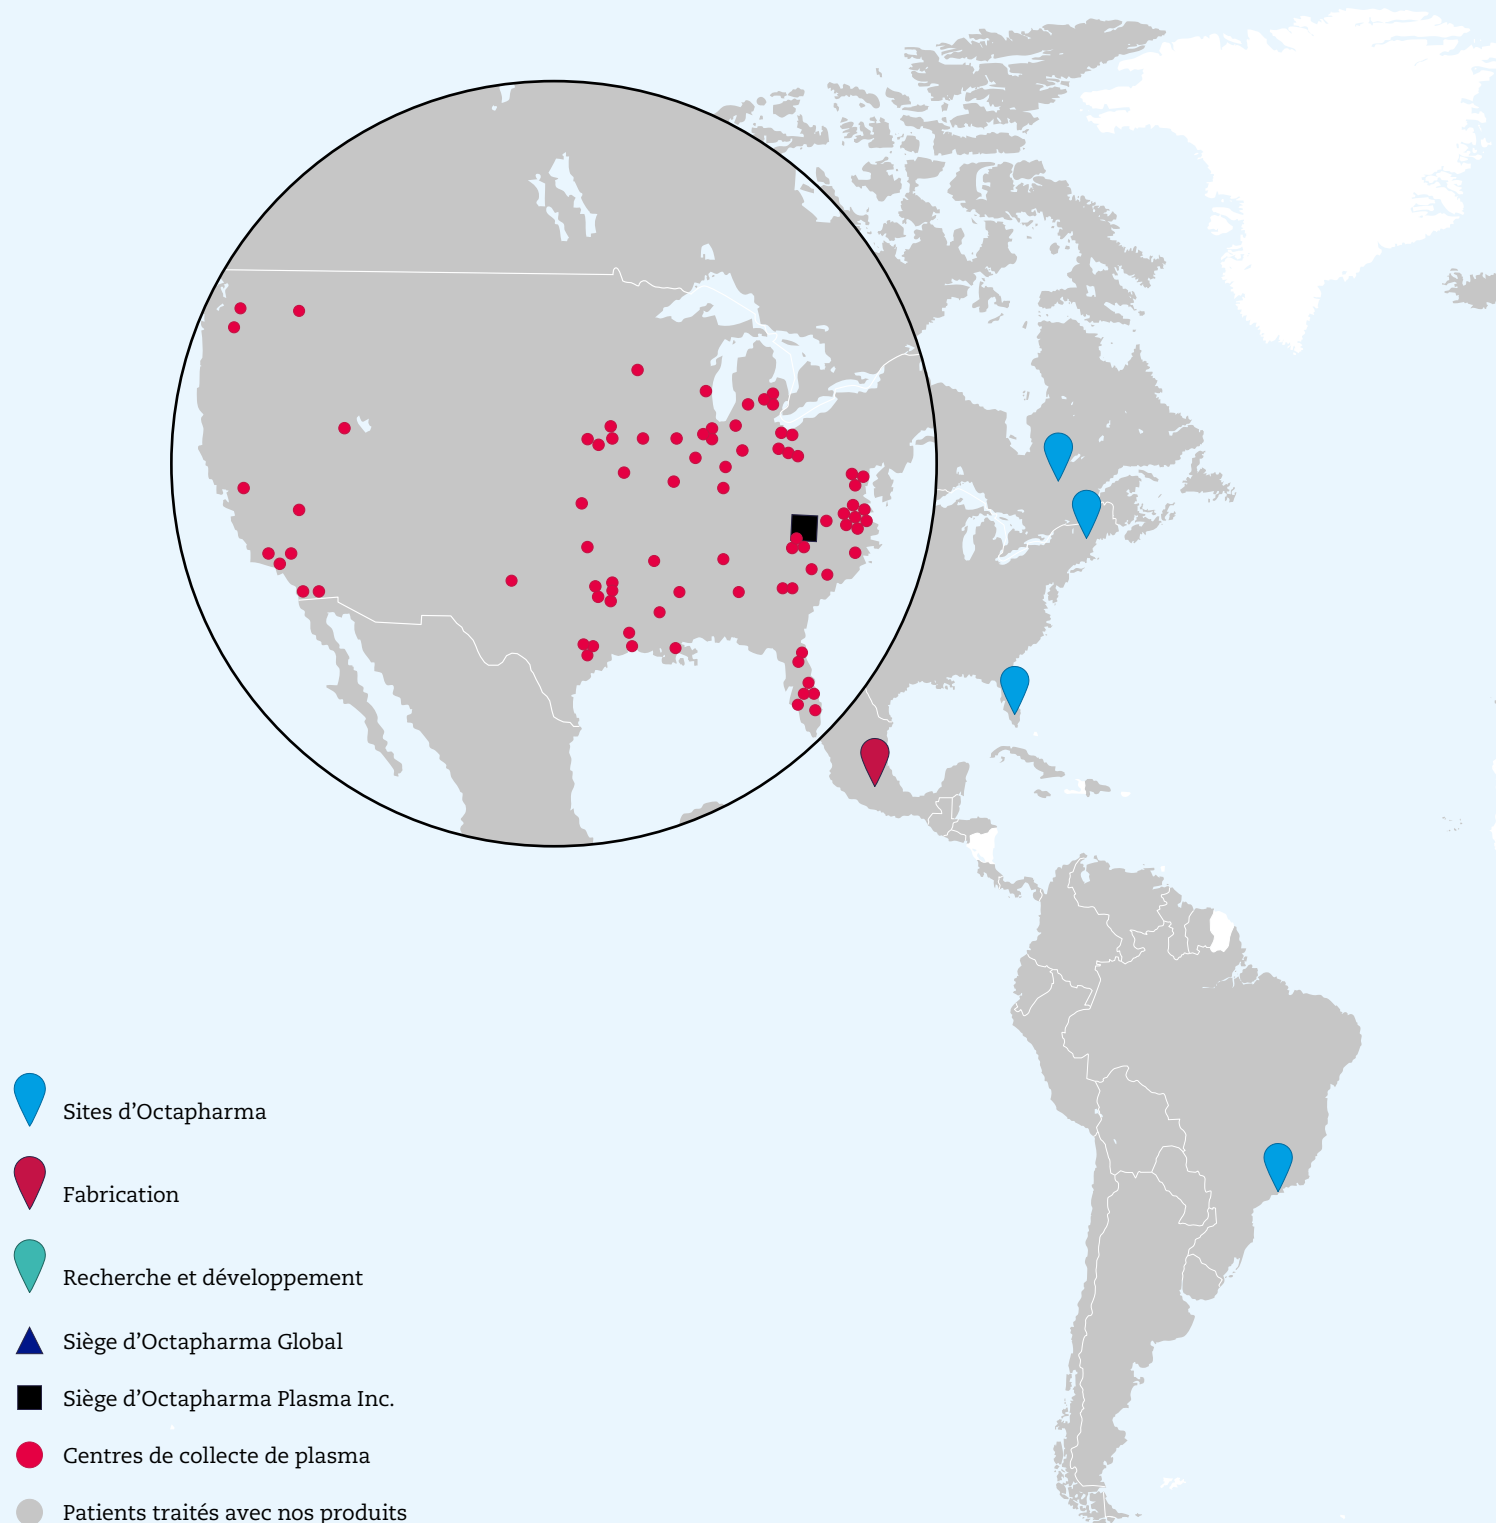 Sites d’Octapharma
Fabrication
Recherche et développement
Siège d’Octapharma Global
Siège d’Octapharma Plasma Inc.
Centres de collecte de plasma
Patients traités avec nos produits